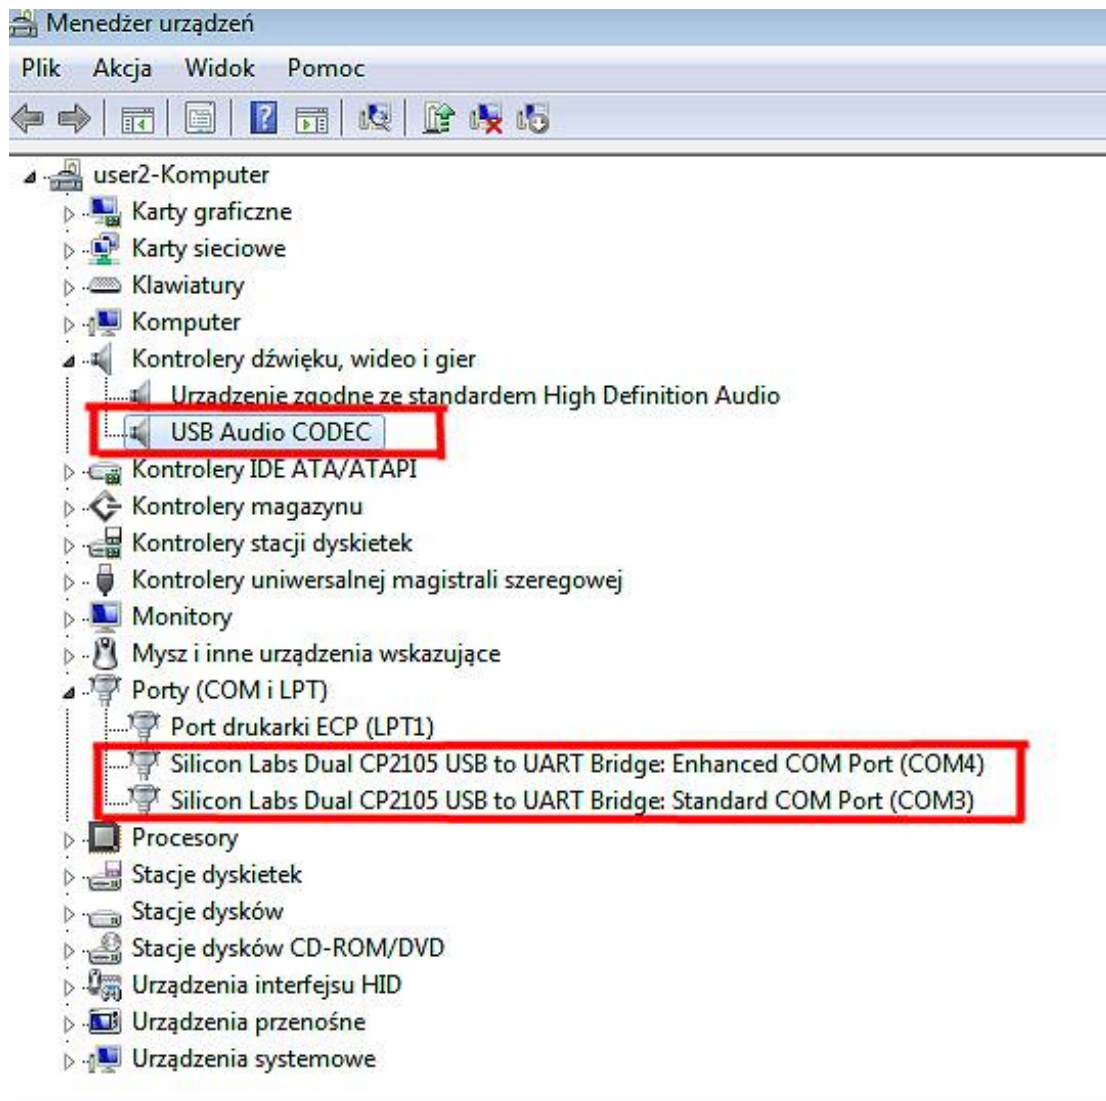 Menedżer urządzeń
Plik Akcja Widok Pomoc
user2-Komputer
Karty graficzne
Karty sieciowe
Klawiatury
Komputer
Kontrolery dźwięku, wideo i gier
Urządzenie zgodne ze standardem High Definition Audio
USB Audio CODEC
Kontrolery IDE ATA/ATAPI
Kontrolery magazynu
Kontrolery stacji dyskietek
Kontrolery uniwersalnej magistrali szeregowej
Monitory
Mysz i inne urządzenia wskazujące
Porty (COM i LPT)
Port drukarki ECP (LPT1)
Silicon Labs Dual CP2105 USB to UART Bridge: Enhanced COM Port (COM4)
Silicon Labs Dual CP2105 USB to UART Bridge: Standard COM Port (COM3)
Procesory
Stacje dyskietek
Stacje dysków
Stacje dysków CD-ROM/DVD
Urządzenia interfejsu HID
Urządzenia przenośne
Urządzenia systemowe